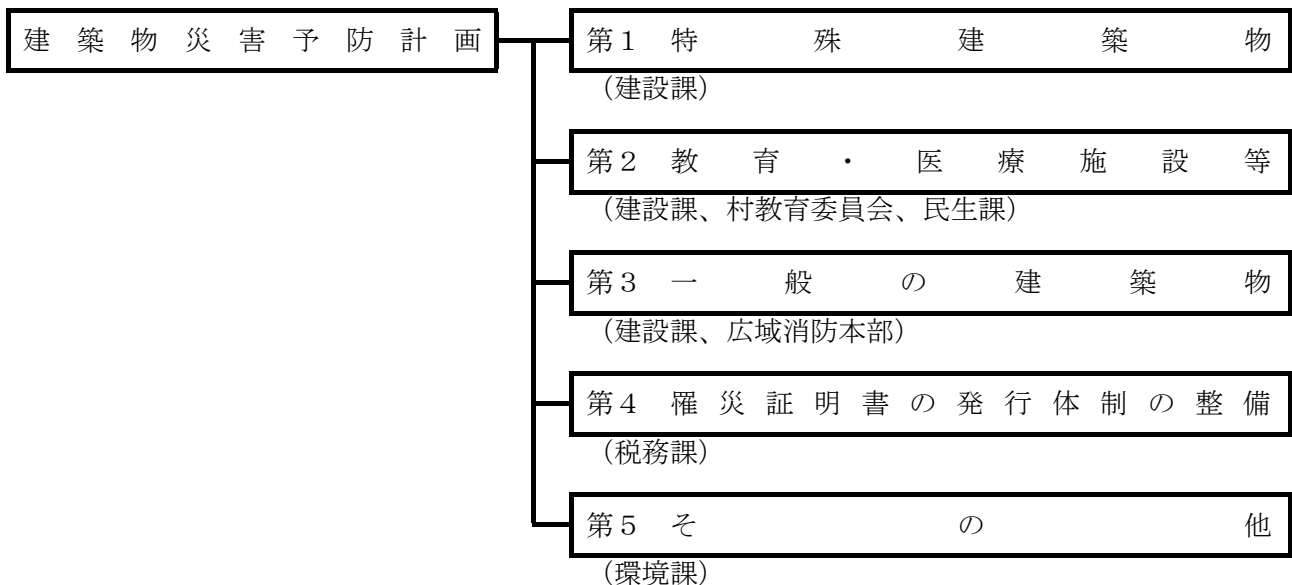 建築物災害予防計画
第１ 特殊建築物
（建設課）
第２ 教育・医療施設等
（建設課、村教育委員会、民生課）
第３ 一般の建築物
（建設課、広域消防本部）
第４ 罹災証明書の発行体制の整備
（税務課）
第５ その他
（環境課）